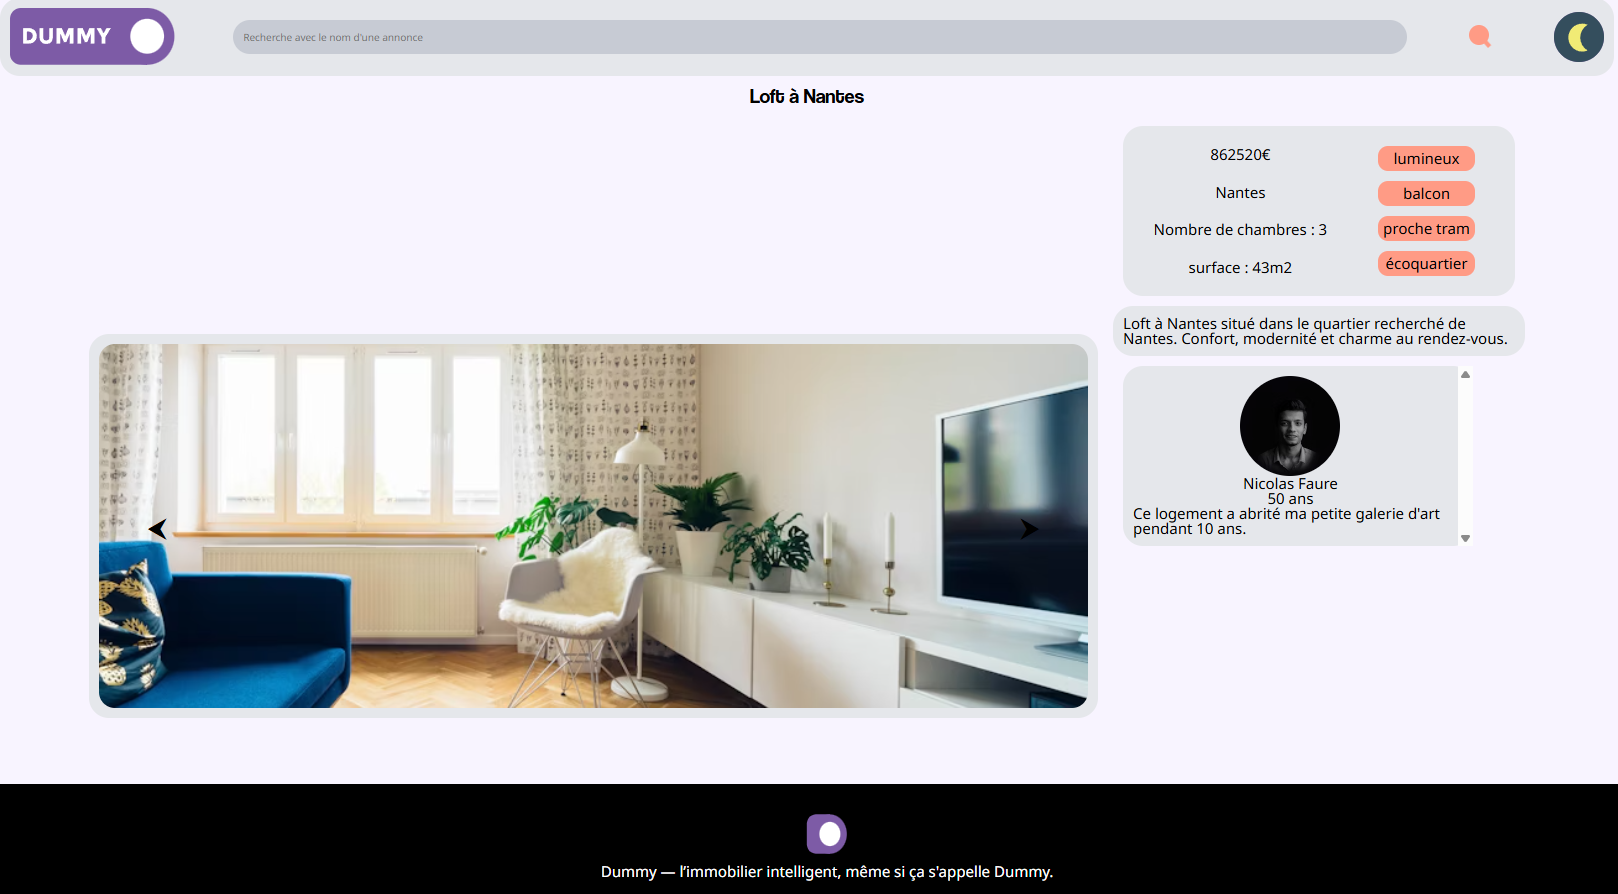 DUMMY
Recherche avec le nom d'une annonce
Loft à Nantes
862520€
Nantes
Nombre de chambres : 3
surface : 43m2
lumineux
balcon
proche tram
écoquartier
Loft à Nantes situé dans le quartier recherché de
Nantes. Confort, modernité et charme au rendez-vous.
Nicolas Faure
50 ans
Ce logement a abrité ma petite galerie d'art
pendant 10 ans.
Dummy — l’immobilier intelligent, même si ça s'appelle Dummy.